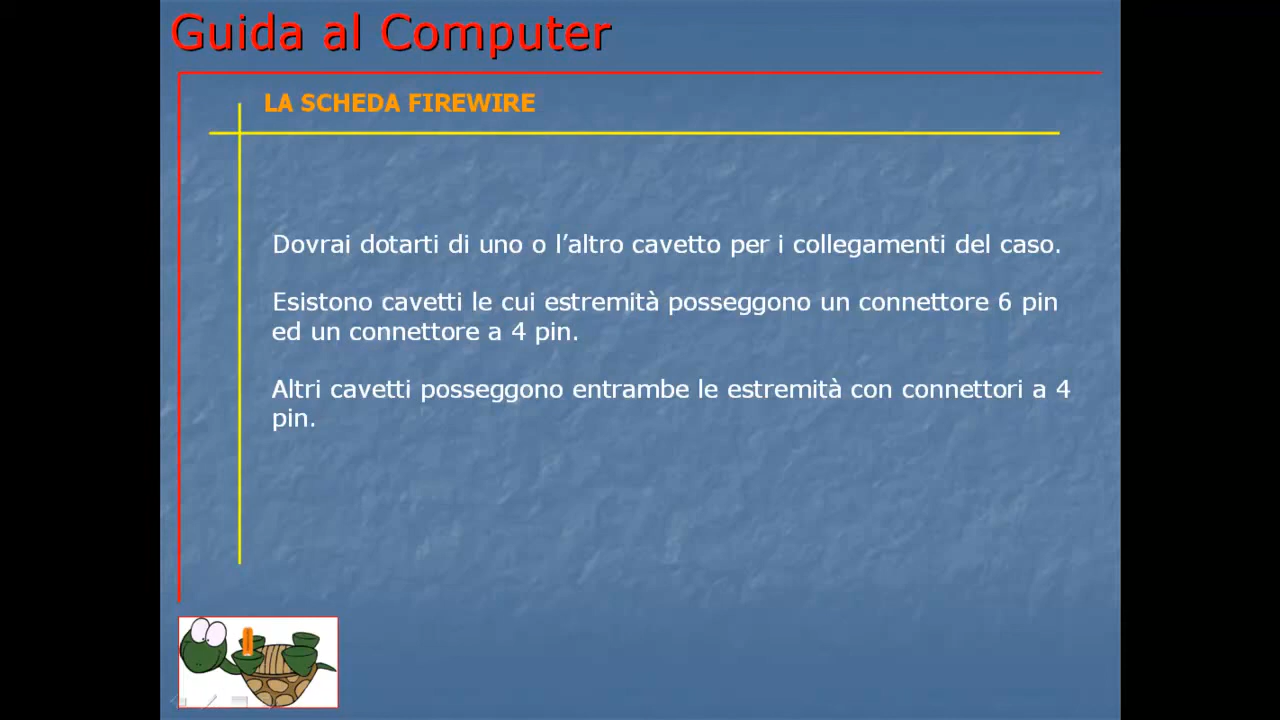 Guida al Computer
LA SCHEDA FIREWIRE
Dovrai dotarti di uno o l’altro cavetto per i collegamenti del caso.
Esistono cavetti le cui estremità posseggono un connettore 6 pin
ed un connettore a 4 pin.
Altri cavetti posseggono entrambe le estremità con connettori a 4
pin.